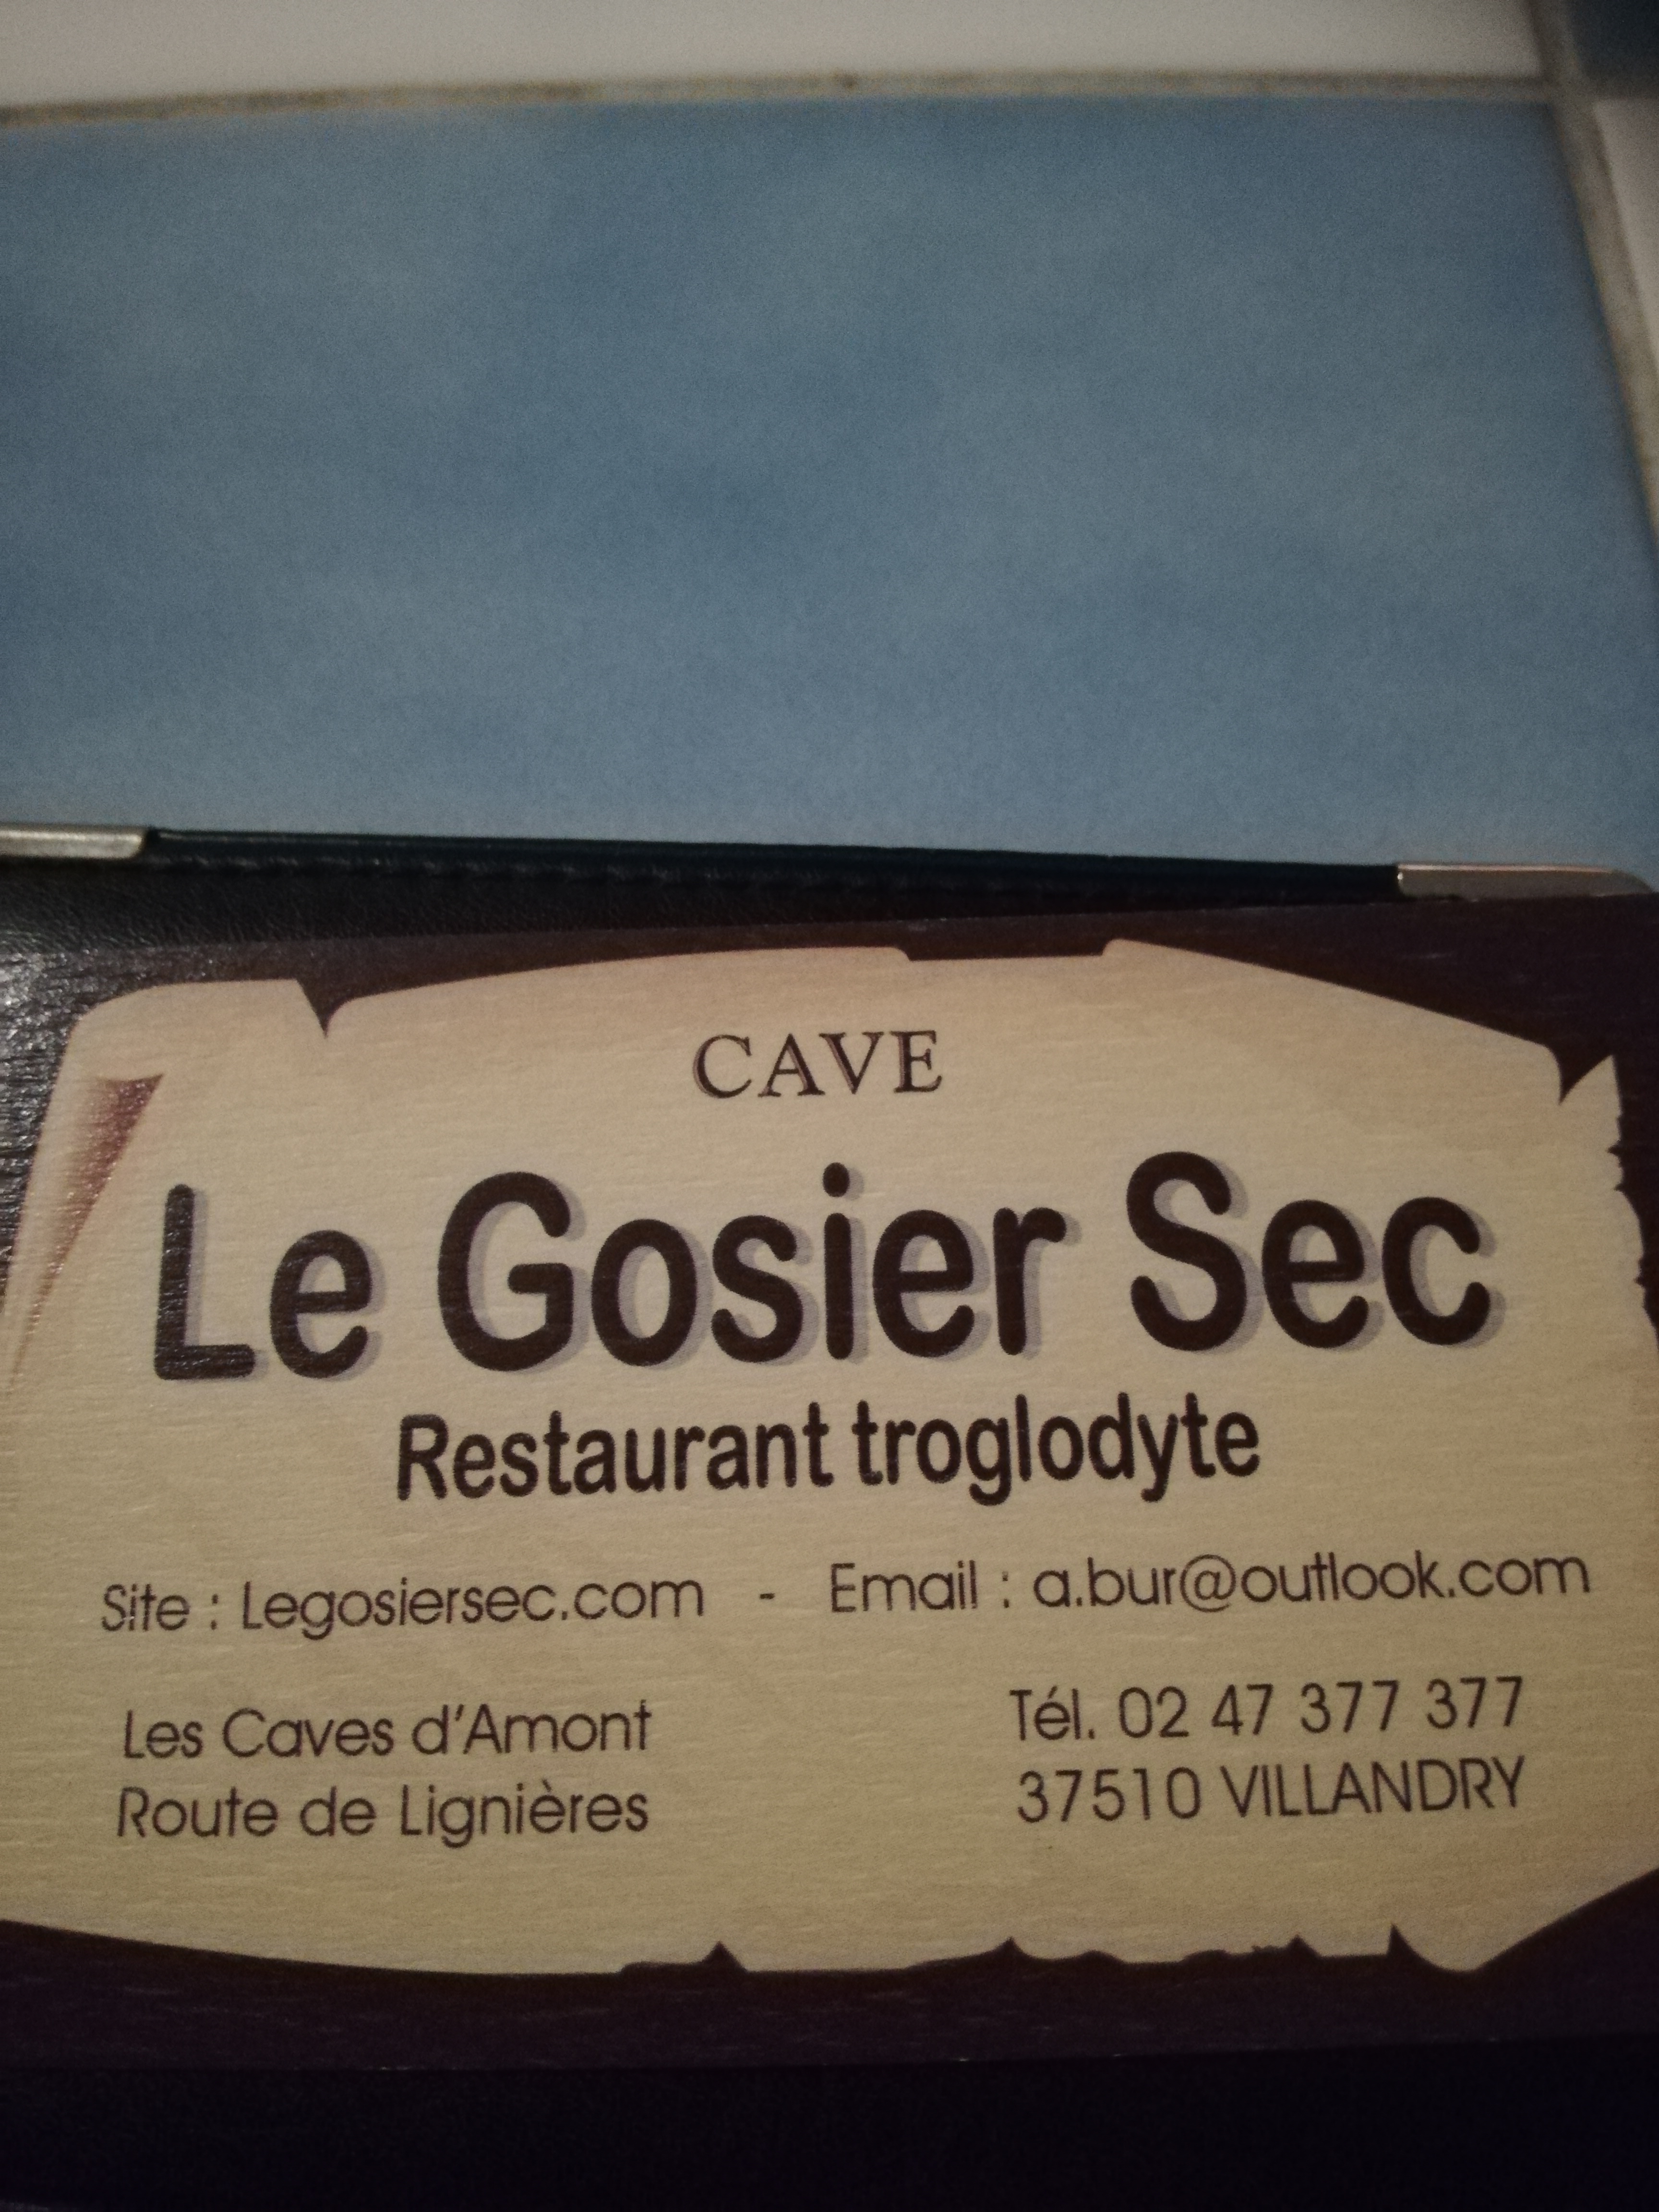 CAVE
Le Gosier Sec
Restaurant troglodyte
Site : Legosiersec.com - Email : a.bur@outlook.com
Les Caves d'Amont
Route de Lignières
Tél. 02 47 377 377
37510 VILLANDRY